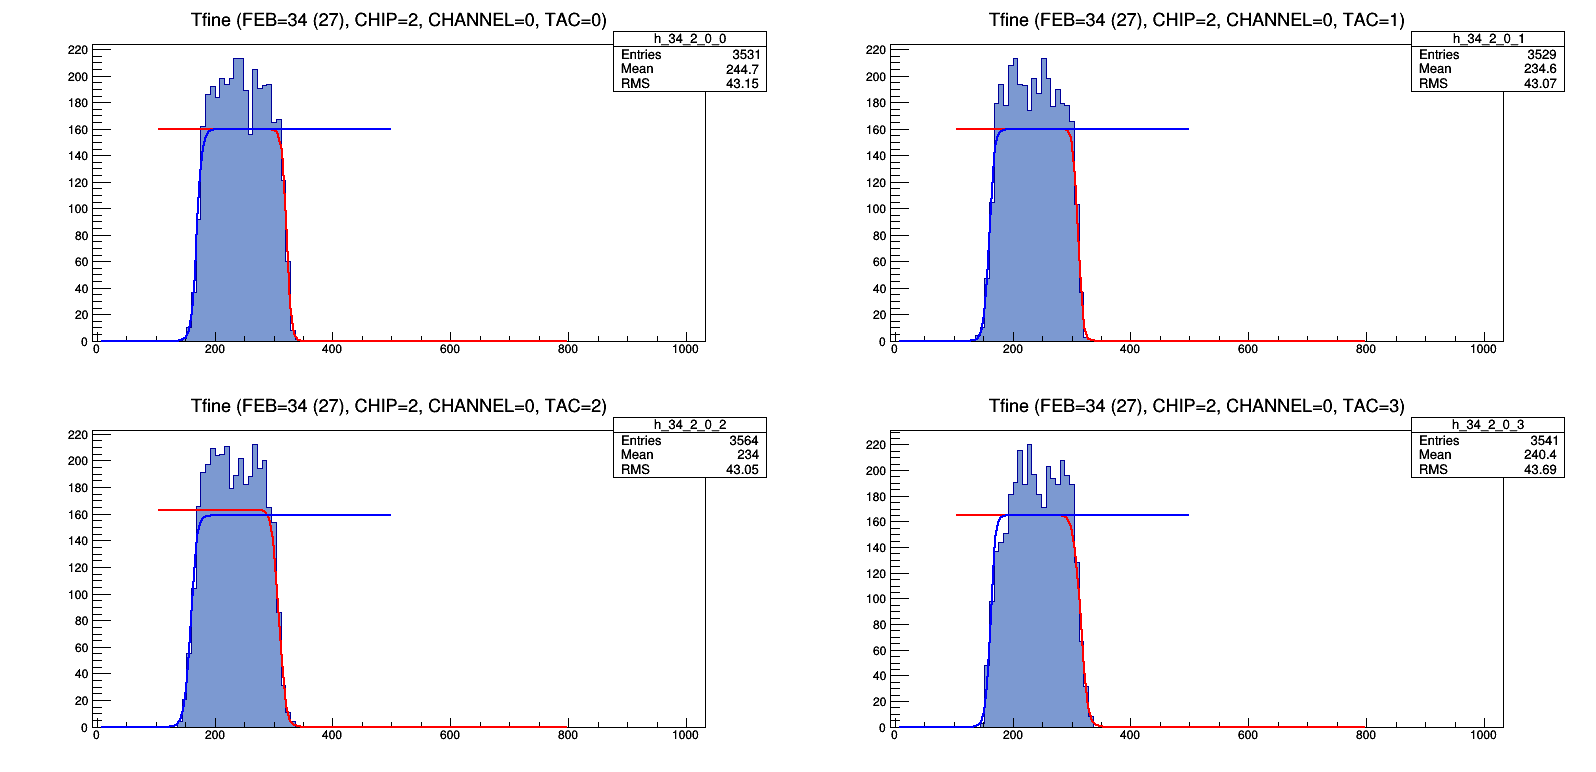 Tfine (FEB=34 (27), CHIP=2, CHANNEL=0, TAC=0)
h_34_2_0_0
Entries 3531
Mean 244.7
RMS 43.15
220
200
180
160
140
120
100
80
60
40
20
0
0 200 400 600 800 1000
Tfine (FEB=34 (27), CHIP=2, CHANNEL=0, TAC=1)
h_34_2_0_1
Entries 3529
Mean 234.6
RMS 43.07
220
200
180
160
140
120
100
80
60
40
20
0
0 200 400 600 800 1000
Tfine (FEB=34 (27), CHIP=2, CHANNEL=0, TAC=2)
h_34_2_0_2
Entries 3564
Mean 234
RMS 43.05
220
200
180
160
140
120
100
80
60
40
20
0
0 200 400 600 800 1000
Tfine (FEB=34 (27), CHIP=2, CHANNEL=0, TAC=3)
h_34_2_0_3
Entries 3541
Mean 240.4
RMS 43.69
220
200
180
160
140
120
100
80
60
40
20
0
0 200 400 600 800 1000